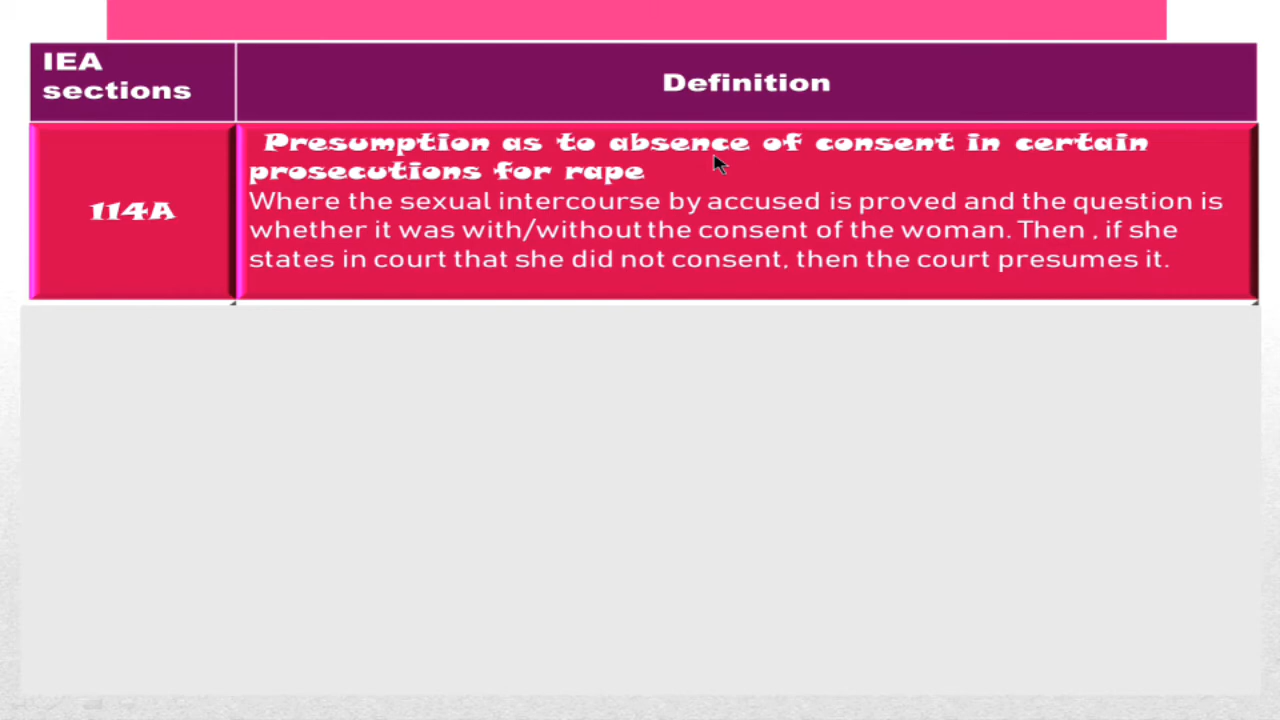 IEA
sections
Definition
Presumption as to absence of consent in certain
prosecutions for rape
114A
Where the sexual intercourse by accused is proved and the question is
whether it was with/without the consent of the woman. Then , if she
states in court that she did not consent, then the court presumes it.